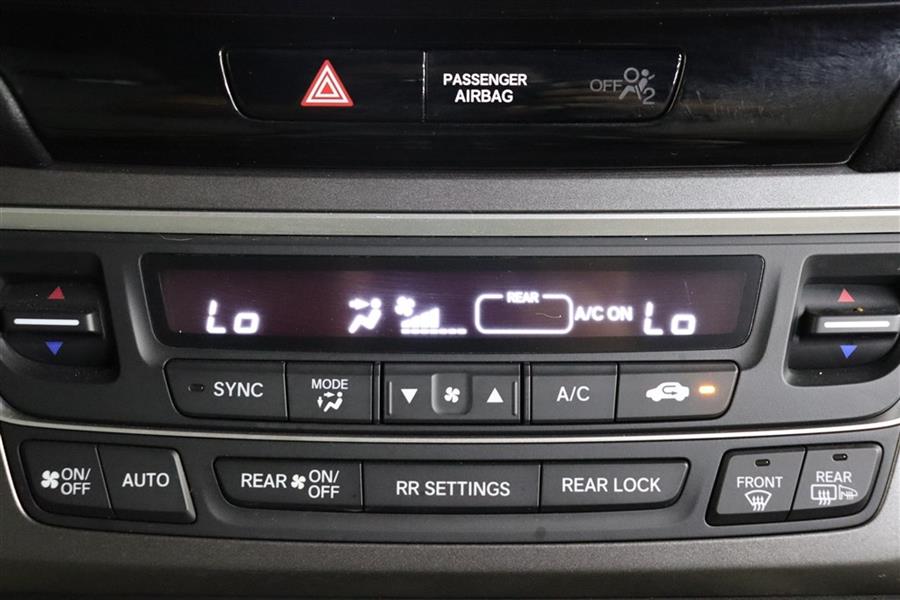 PASSENGER
AIRBAG
OFF 2
Lo REAR A/C ON Lo
SYNC MODE A/C
ON/
OFF
AUTO
REAR ON/
OFF
RR SETTINGS
REAR LOCK
FRONT
REAR